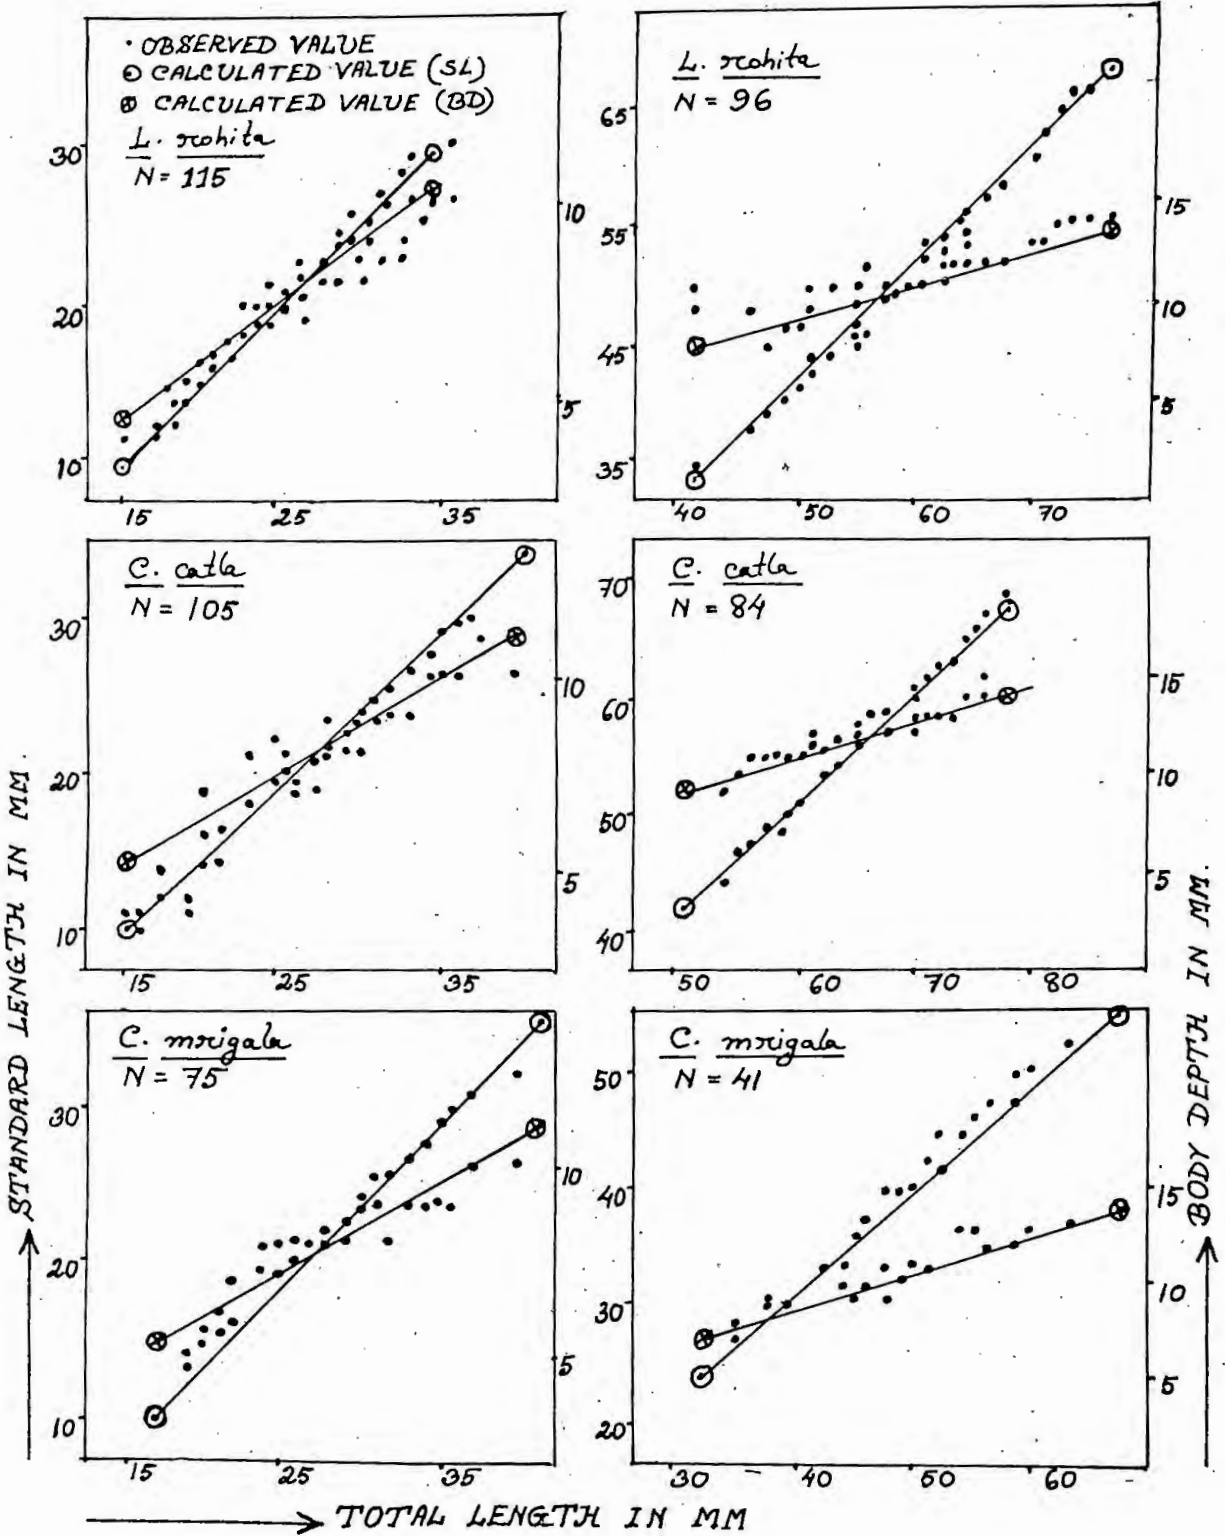 • OBSERVED VALUE
⊙ CALCULATED VALUE (SL)
⊗ CALCULATED VALUE (BD)
L. rohita
N = 115
30
20
10
10
5
15 25 35
L. rohita
N = 96
65
55
45
35
15
10
5
40 50 60 70
C. catla
N = 105
30
20
10
10
5
15 25 35
C. catla
N = 84
70
60
50
40
15
10
5
50 60 70 80
C. mrigala
N = 75
30
20
10
10
5
15 25 35
C. mrigala
N = 41
50
40
30
20
15
10
5
30 40 50 60
STANDARD LENGTH IN MM.
BODY DEPTH IN MM.
TOTAL LENGTH IN MM